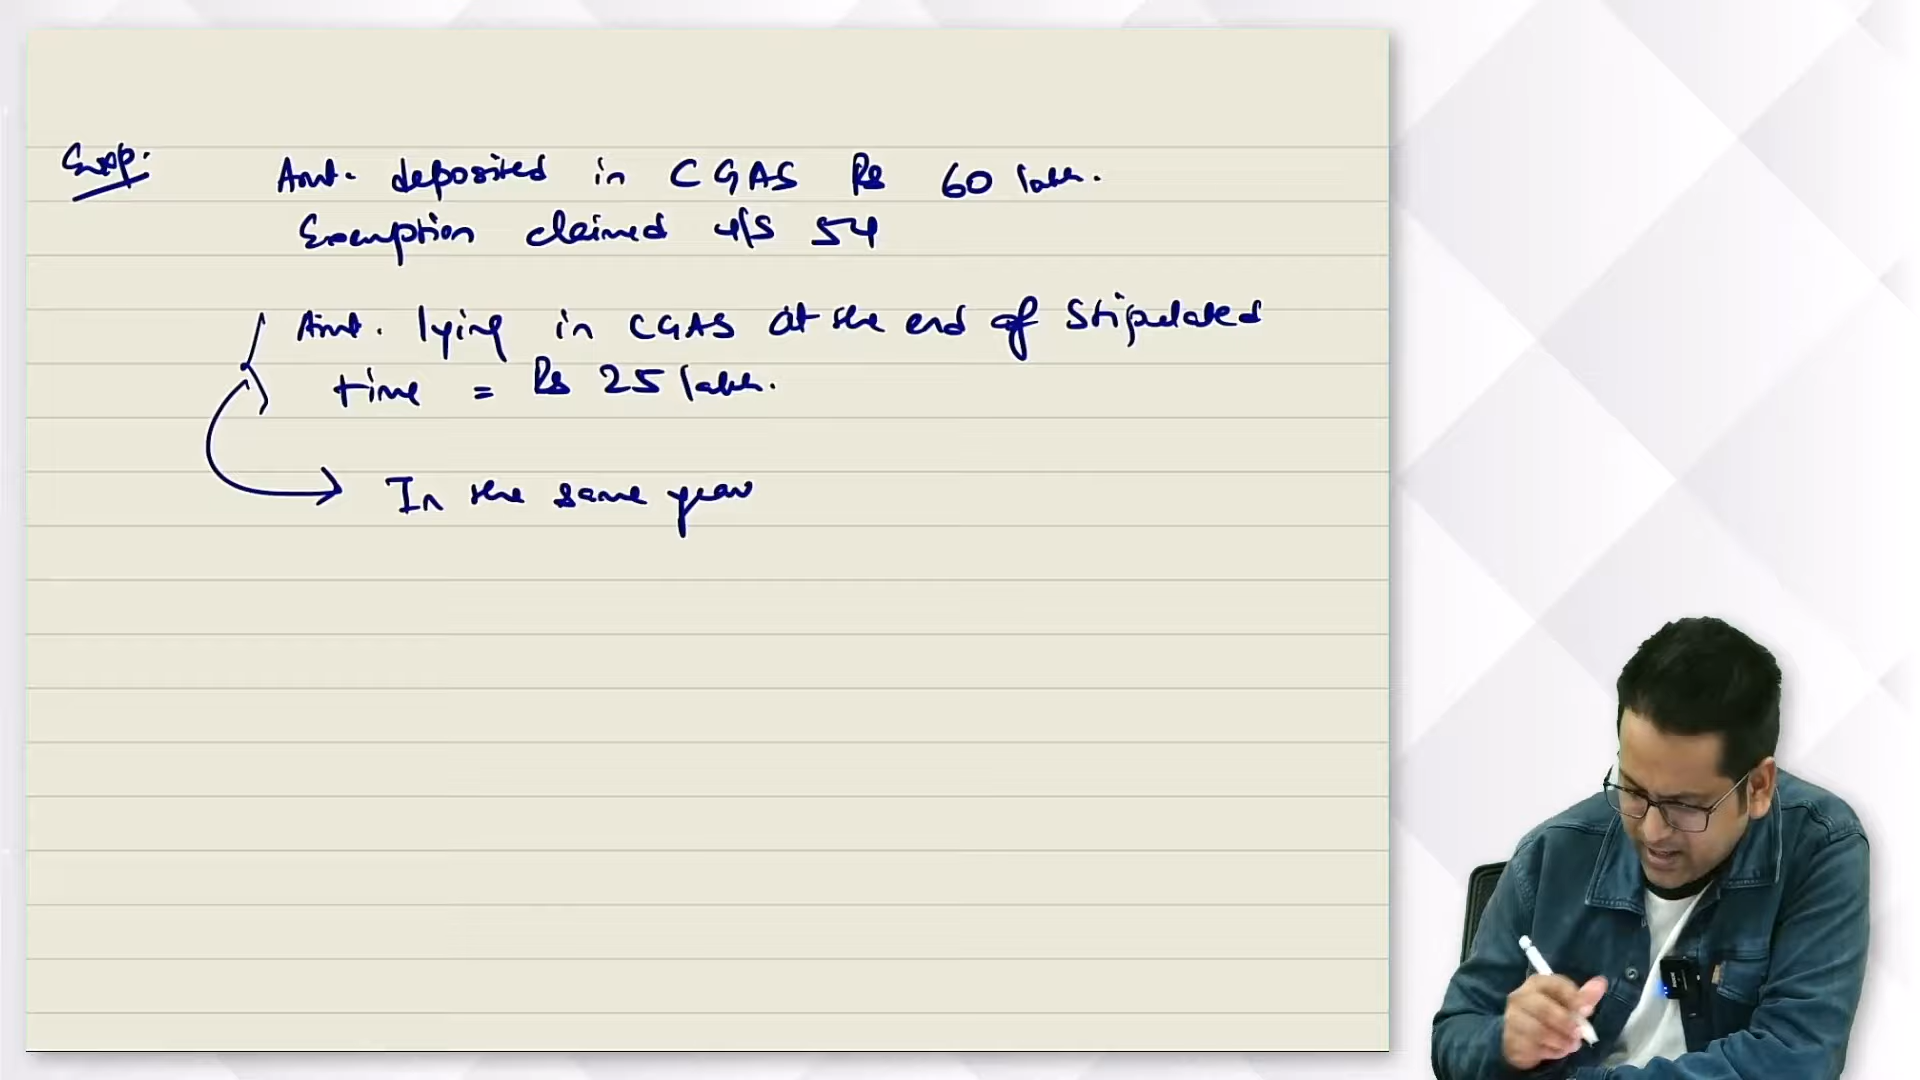 Exp.
Amt. deposited in CGAS Rs 60 lakh.
Exemption claimed u/s 54
Amt. lying in CGAS at the end of stipulated
time = Rs 25 lakh.
In the same year